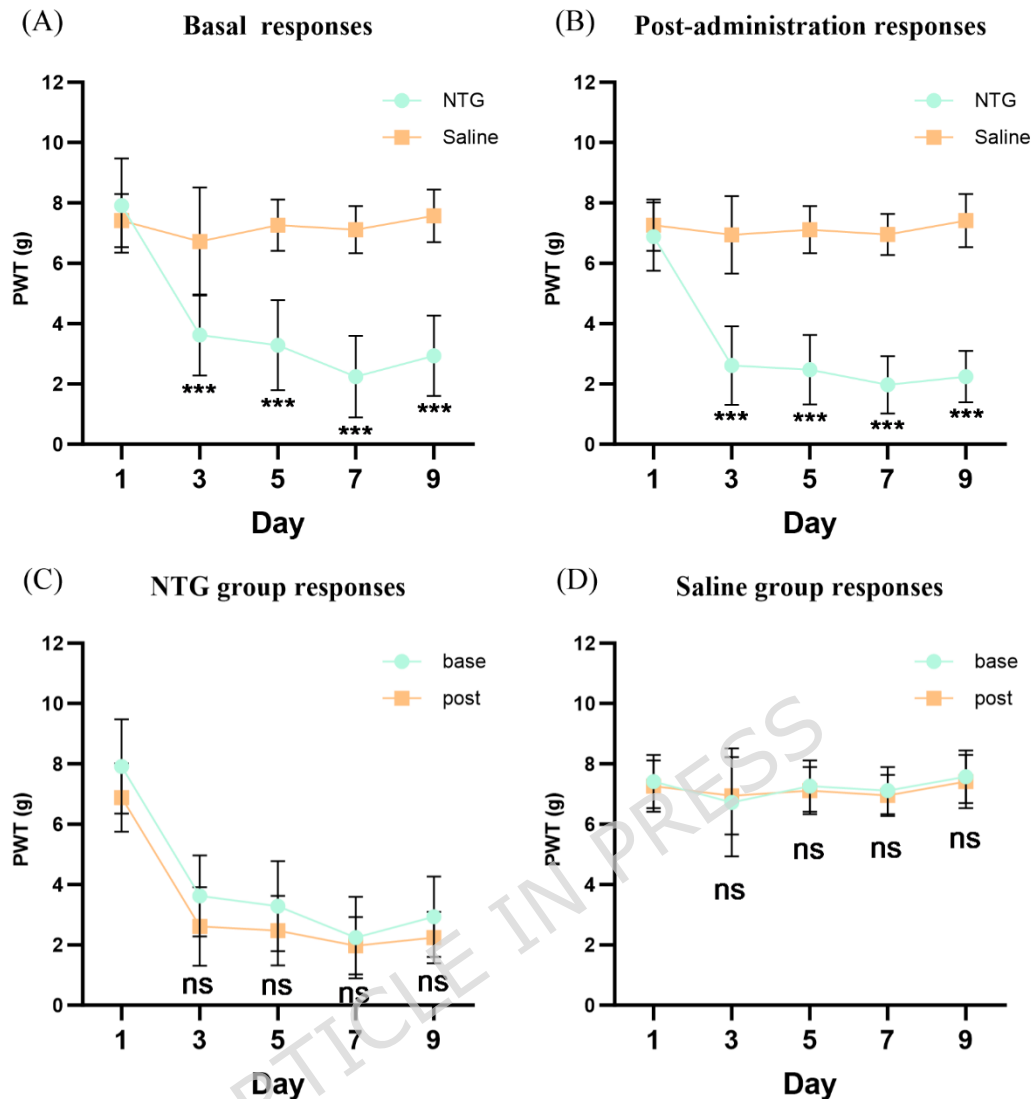 (A) Basal responses
12
10
8
6
4
2
0
PWT (g)
NTG
Saline
***
***
***
***
1 3 5 7 9
Day
(B) Post-administration responses
12
10
8
6
4
2
0
PWT (g)
NTG
Saline
***
***
***
***
1 3 5 7 9
Day
(C) NTG group responses
12
10
8
6
4
2
0
PWT (g)
base
post
ns ns ns ns
1 3 5 7 9
Day
(D) Saline group responses
12
10
8
6
4
2
0
PWT (g)
base
post
ns ns ns ns
1 3 5 7 9
Day
RTICLE IN PRESS